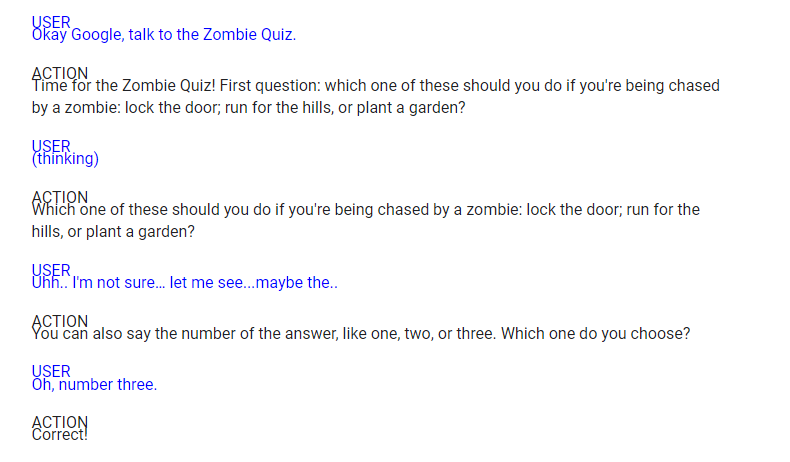 USER
Okay Google, talk to the Zombie Quiz.
ACTION
Time for the Zombie Quiz! First question: which one of these should you do if you're being chased
by a zombie: lock the door; run for the hills, or plant a garden?
USER
(thinking)
ACTION
Which one of these should you do if you're being chased by a zombie: lock the door; run for the
hills, or plant a garden?
USER
Uhh.. I'm not sure… let me see...maybe the..
ACTION
You can also say the number of the answer, like one, two, or three. Which one do you choose?
USER
Oh, number three.
ACTION
Correct!